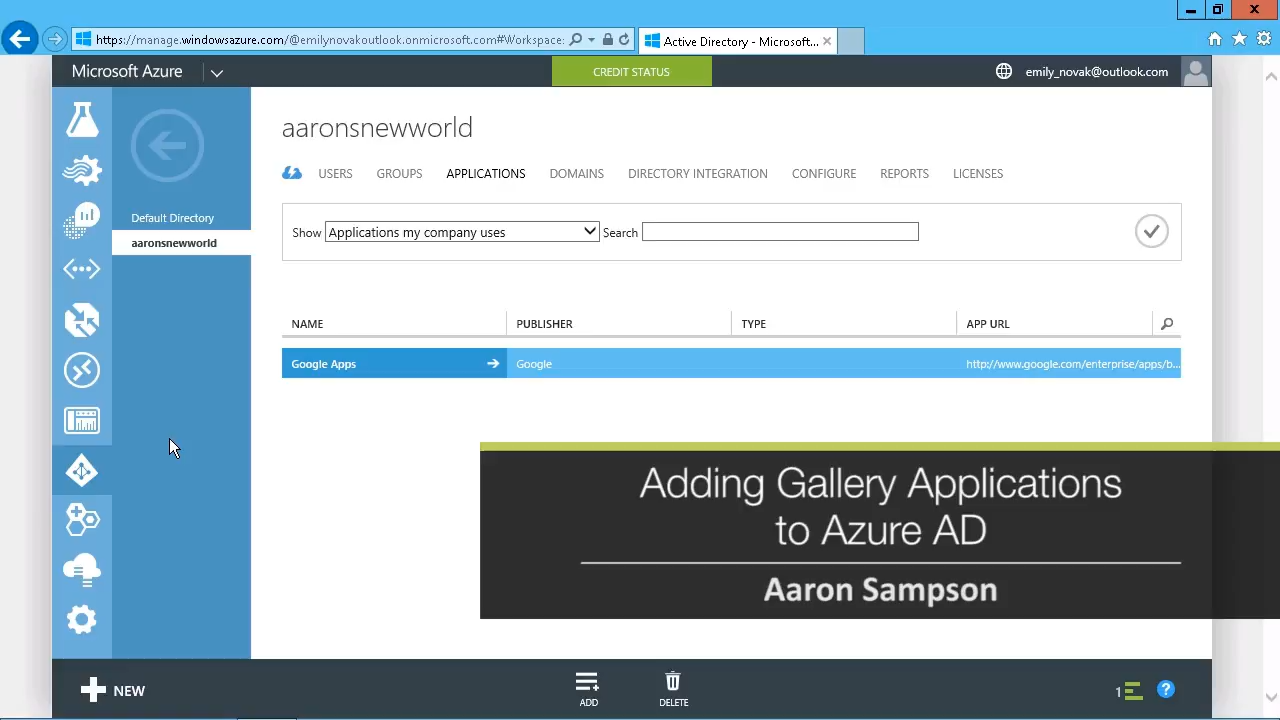 https://manage.windowsazure.com/@emilynovakoutlook.onmicrosoft.com#Workspace:
Active Directory - Microsoft...
Microsoft Azure
CREDIT STATUS
emily_novak@outlook.com
aaronsnewworld
USERS GROUPS APPLICATIONS DOMAINS DIRECTORY INTEGRATION CONFIGURE REPORTS LICENSES
Default Directory
aaronsnewworld
Show Applications my company uses Search
NAME PUBLISHER TYPE APP URL
Google Apps Google http://www.google.com/enterprise/apps/b...
Adding Gallery Applications
to Azure AD
Aaron Sampson
NEW
ADD
DELETE
1
?